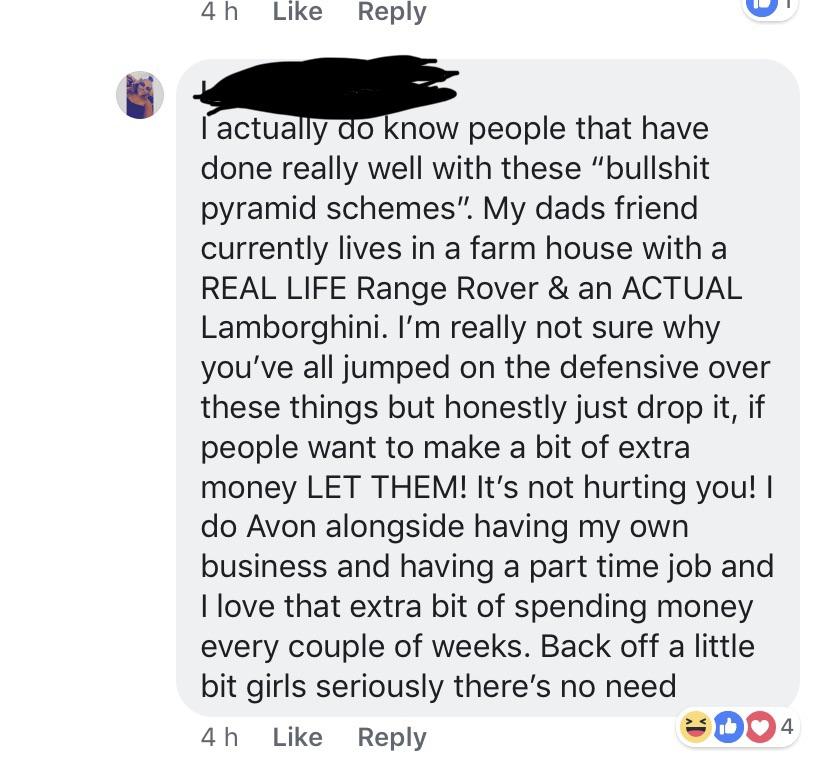 4 h Like Reply 1
I actually do know people that have
done really well with these “bullshit
pyramid schemes”. My dads friend
currently lives in a farm house with a
REAL LIFE Range Rover & an ACTUAL
Lamborghini. I’m really not sure why
you’ve all jumped on the defensive over
these things but honestly just drop it, if
people want to make a bit of extra
money LET THEM! It’s not hurting you! I
do Avon alongside having my own
business and having a part time job and
I love that extra bit of spending money
every couple of weeks. Back off a little
bit girls seriously there’s no need
4 h Like Reply 4